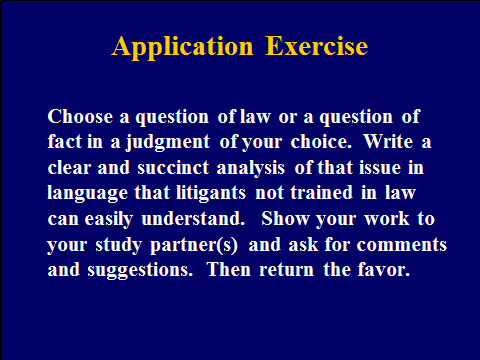 Application Exercise
Choose a question of law or a question of
fact in a judgment of your choice. Write a
clear and succinct analysis of that issue in
language that litigants not trained in law
can easily understand. Show your work to
your study partner(s) and ask for comments
and suggestions. Then return the favor.